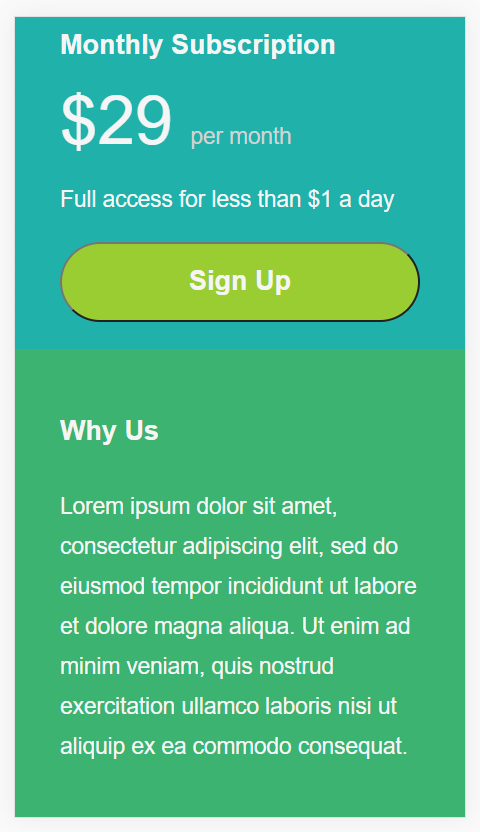 Monthly Subscription
$29 per month
Full access for less than $1 a day
Sign Up
Why Us
Lorem ipsum dolor sit amet,
consectetur adipiscing elit, sed do
eiusmod tempor incididunt ut labore
et dolore magna aliqua. Ut enim ad
minim veniam, quis nostrud
exercitation ullamco laboris nisi ut
aliquip ex ea commodo consequat.